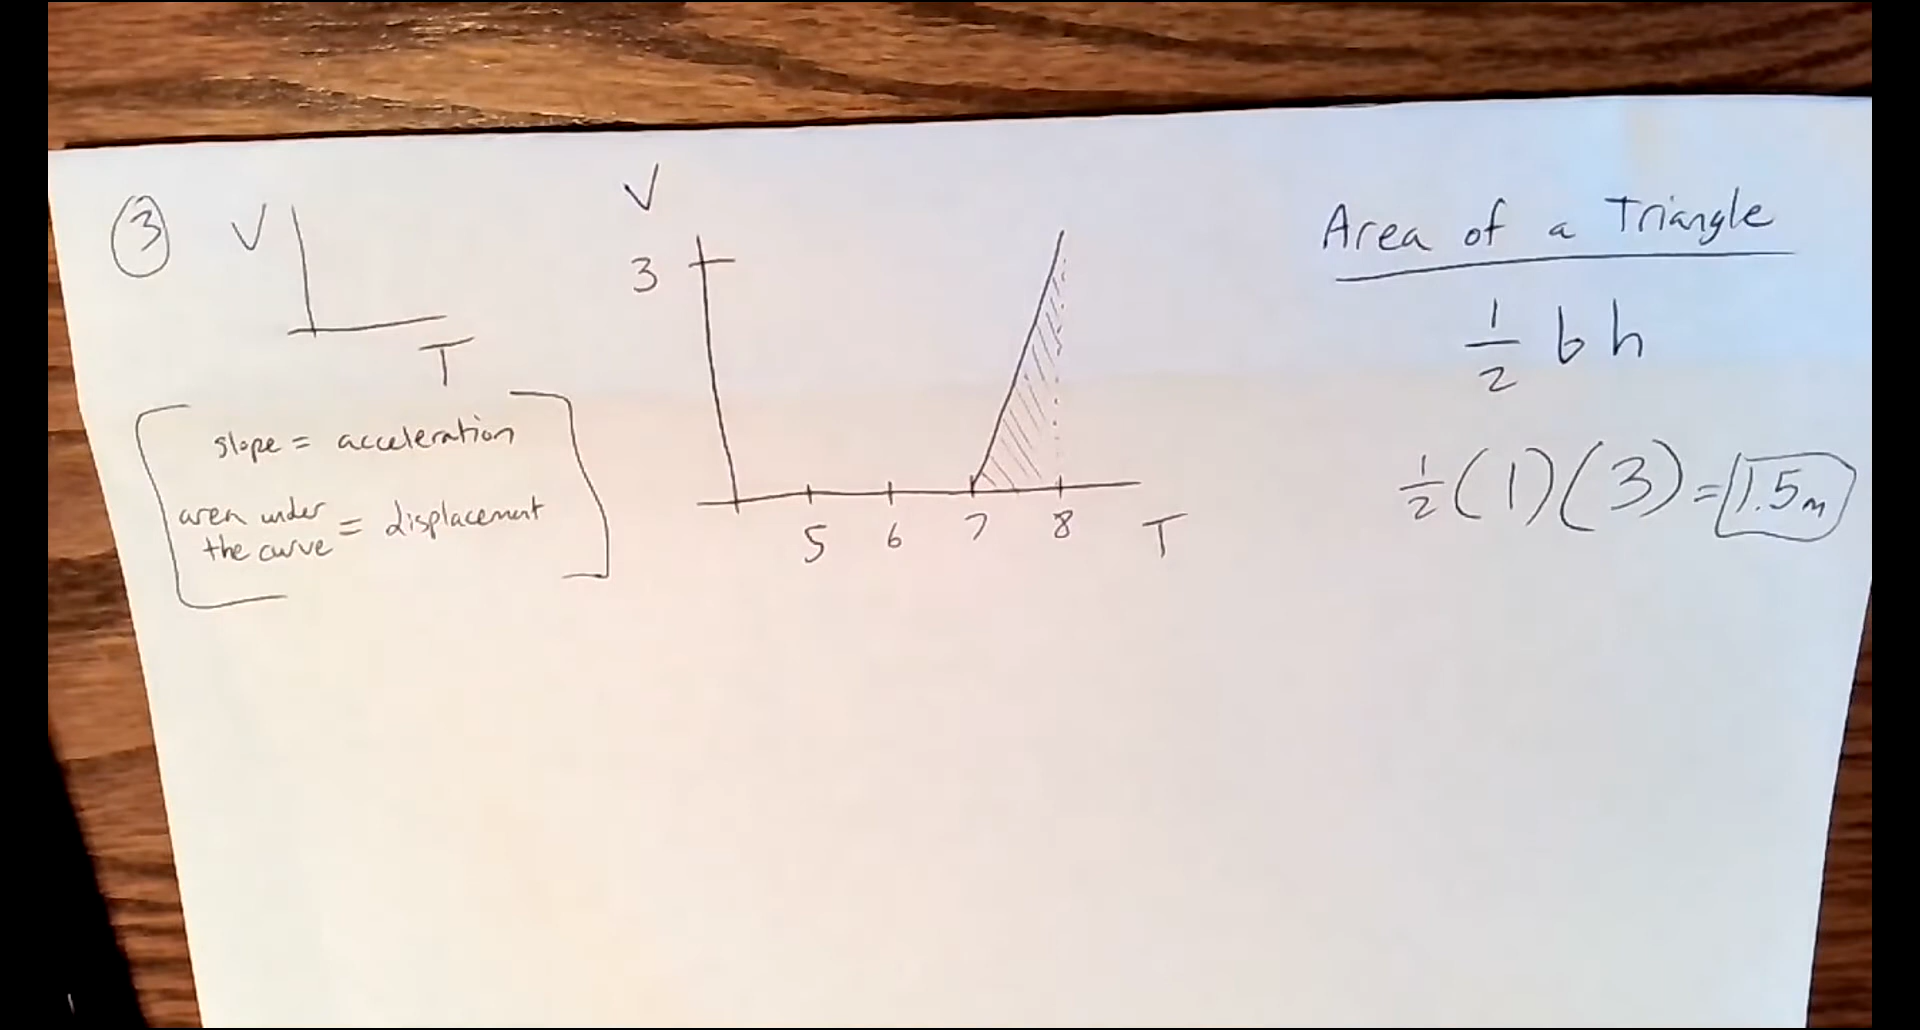 3
V
T
slope = acceleration
area under
the curve = displacement
V
3
5 6 7 8 T
Area of a Triangle
1/2 b h
1/2 (1)(3) = 1.5m